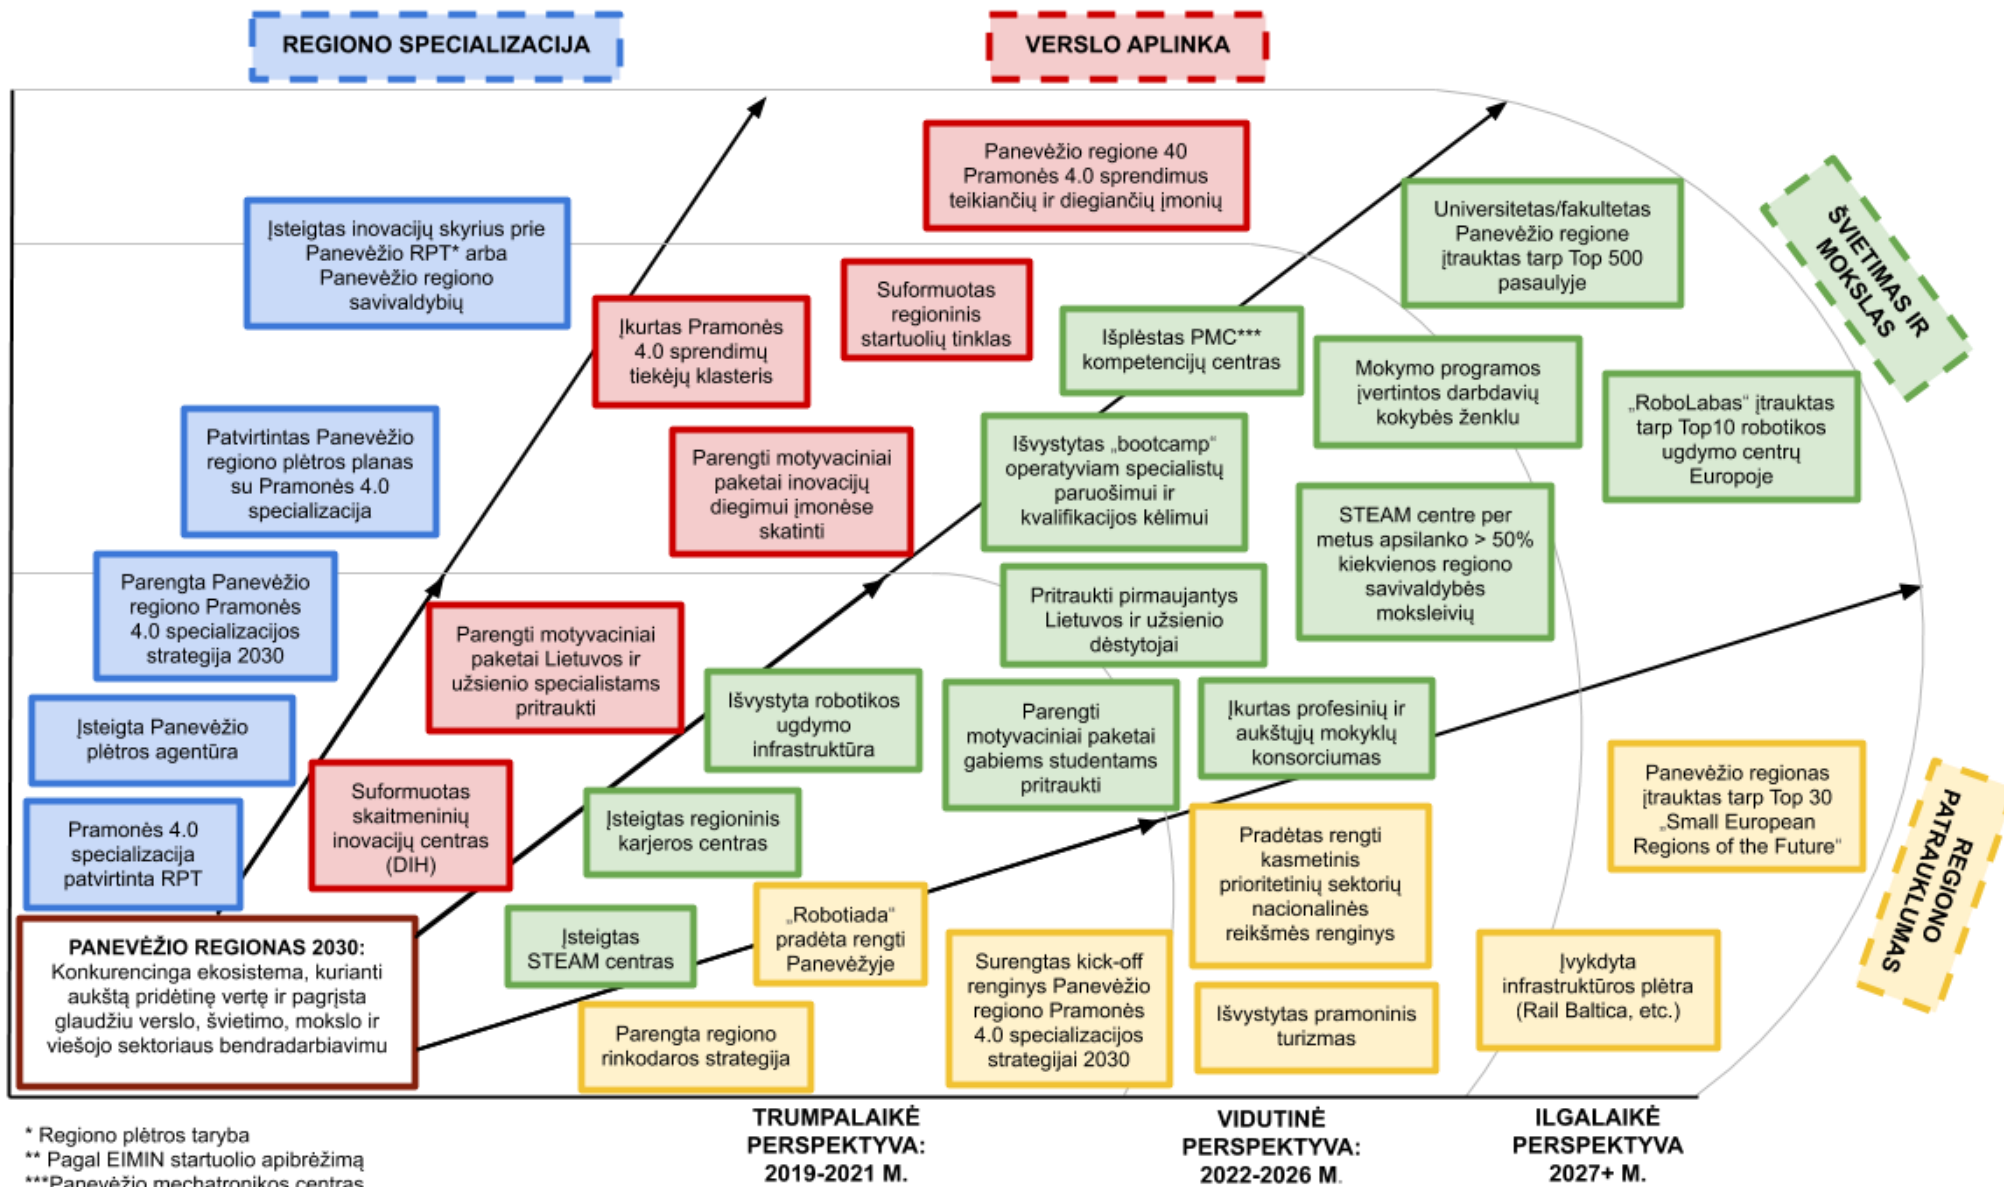 REGIONO SPECIALIZACIJA
VERSLO APLINKA
ŠVIETIMAS IR
MOKSLAS
REGIONO
PATRAUKLUMAS
Panevėžio regione 40
Pramonės 4.0 sprendimus
teikiančių ir diegiančių įmonių
Universitetas/fakultetas
Panevėžio regione
įtrauktas tarp Top 500
pasaulyje
Įsteigtas inovacijų skyrius prie
Panevėžio RPT* arba
Panevėžio regiono
savivaldybių
Suformuotas
regioninis
startuolių tinklas
Įkurtas Pramonės
4.0 sprendimų
tiekėjų klasteris
Išplėstas PMC***
kompetencijų centras
Mokymo programos
įvertintos darbdavių
kokybės ženklu
„RoboLabas“ įtrauktas
tarp Top10 robotikos
ugdymo centrų
Europoje
Patvirtintas Panevėžio
regiono plėtros planas
su Pramonės 4.0
specializacija
Parengti motyvaciniai
paketai inovacijų
diegimui įmonėse
skatinti
Išvystytas „bootcamp“
operatyviam specialistų
paruošimui ir
kvalifikacijos kėlimui
STEAM centre per
metus apsilanko > 50%
kiekvienos regiono
savivaldybės
moksleivių
Parengta Panevėžio
regiono Pramonės
4.0 specializacijos
strategija 2030
Parengti motyvaciniai
paketai Lietuvos ir
užsienio specialistams
pritraukti
Pritraukti pirmaujantys
Lietuvos ir užsienio
dėstytojai
Įsteigta Panevėžio
plėtros agentūra
Išvystyta robotikos
ugdymo
infrastruktūra
Parengti
motyvaciniai paketai
gabiems studentams
pritraukti
Įkurtas profesinių ir
aukštųjų mokyklų
konsorciumas
Panevėžio regionas
įtrauktas tarp Top 30
„Small European
Regions of the Future“
Pramonės 4.0
specializacija
patvirtinta RPT
Suformuotas
skaitmeninių
inovacijų centras
(DIH)
Įsteigtas regioninis
karjeros centras
Pradėtas rengti
kasmetinis
prioritetinių sektorių
nacionalinės
reikšmės renginys
„Robotiada“
pradėta rengti
Panevėžyje
Įsteigtas
STEAM centras
PANEVĖŽIO REGIONAS 2030:
Konkurencinga ekosistema, kurianti
aukštą pridėtinę vertę ir pagrįsta
glaudžiu verslo, švietimo, mokslo ir
viešojo sektoriaus bendradarbiavimu
Surengtas kick-off
renginys Panevėžio
regiono Pramonės
4.0 specializacijos
strategijai 2030
Įvykdyta
infrastruktūros plėtra
(Rail Baltica, etc.)
Parengta regiono
rinkodaros strategija
Išvystytas pramoninis
turizmas
TRUMPALAIKĖ
PERSPEKTYVA:
2019-2021 M.
VIDUTINĖ
PERSPEKTYVA:
2022-2026 M.
ILGALAIKĖ
PERSPEKTYVA
2027+ M.
* Regiono plėtros taryba
** Pagal EIMIN startuolio apibrėžimą
***Panevėžio mechatronikos centras